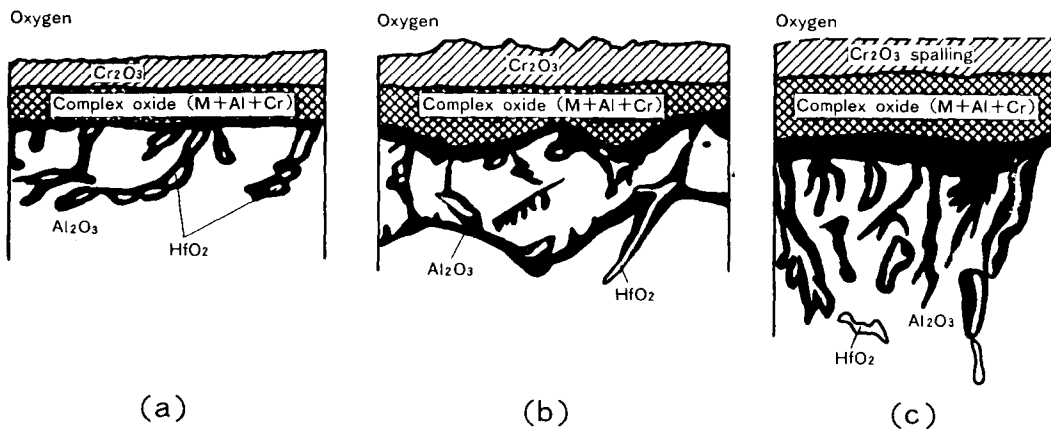 Oxygen
Cr2O3
Complex oxide (M+Al+Cr)
Al2O3
HfO2
(a)
Oxygen
Cr2O3
Complex oxide (M+Al+Cr)
Al2O3
HfO2
(b)
Oxygen
Cr2O3 spalling
Complex oxide (M+Al+Cr)
Al2O3
HfO2
(c)